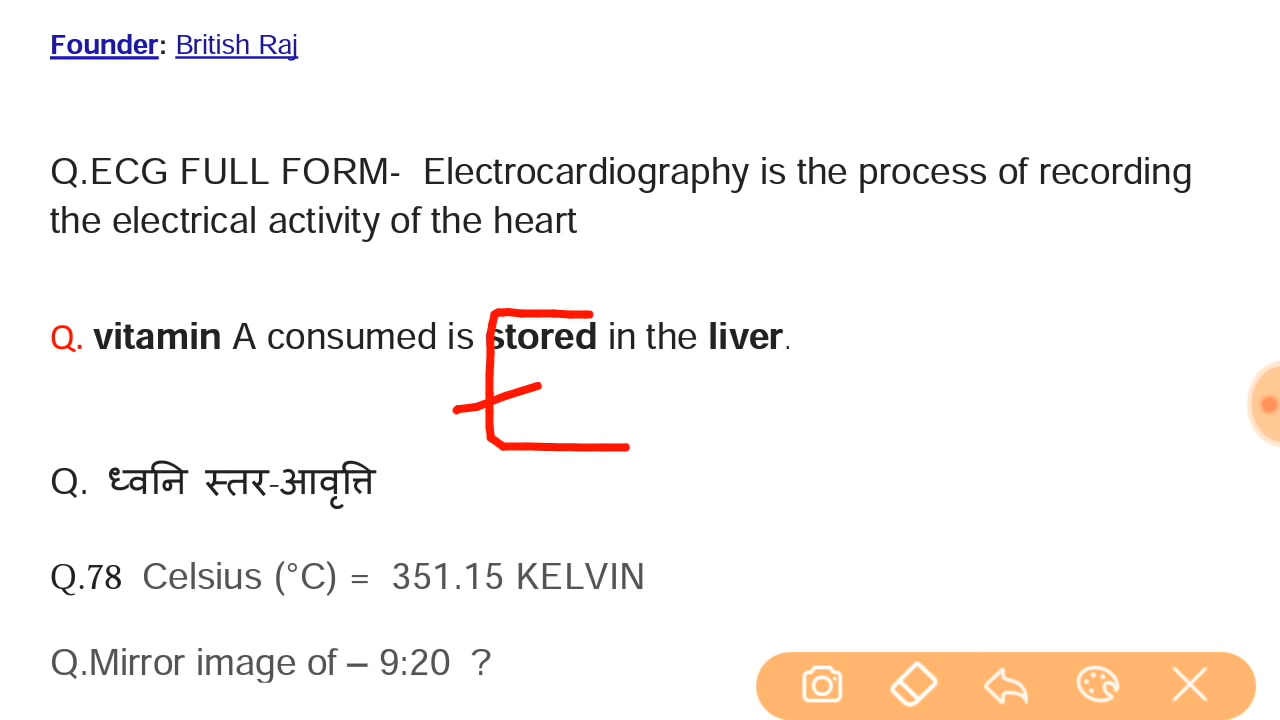 Founder: British Raj
Q.ECG FULL FORM- Electrocardiography is the process of recording
the electrical activity of the heart
Q. vitamin A consumed is stored in the liver.
Q. ध्वनि स्तर-आवृत्ति
Q.78 Celsius (°C) = 351.15 KELVIN
Q.Mirror image of – 9:20 ?